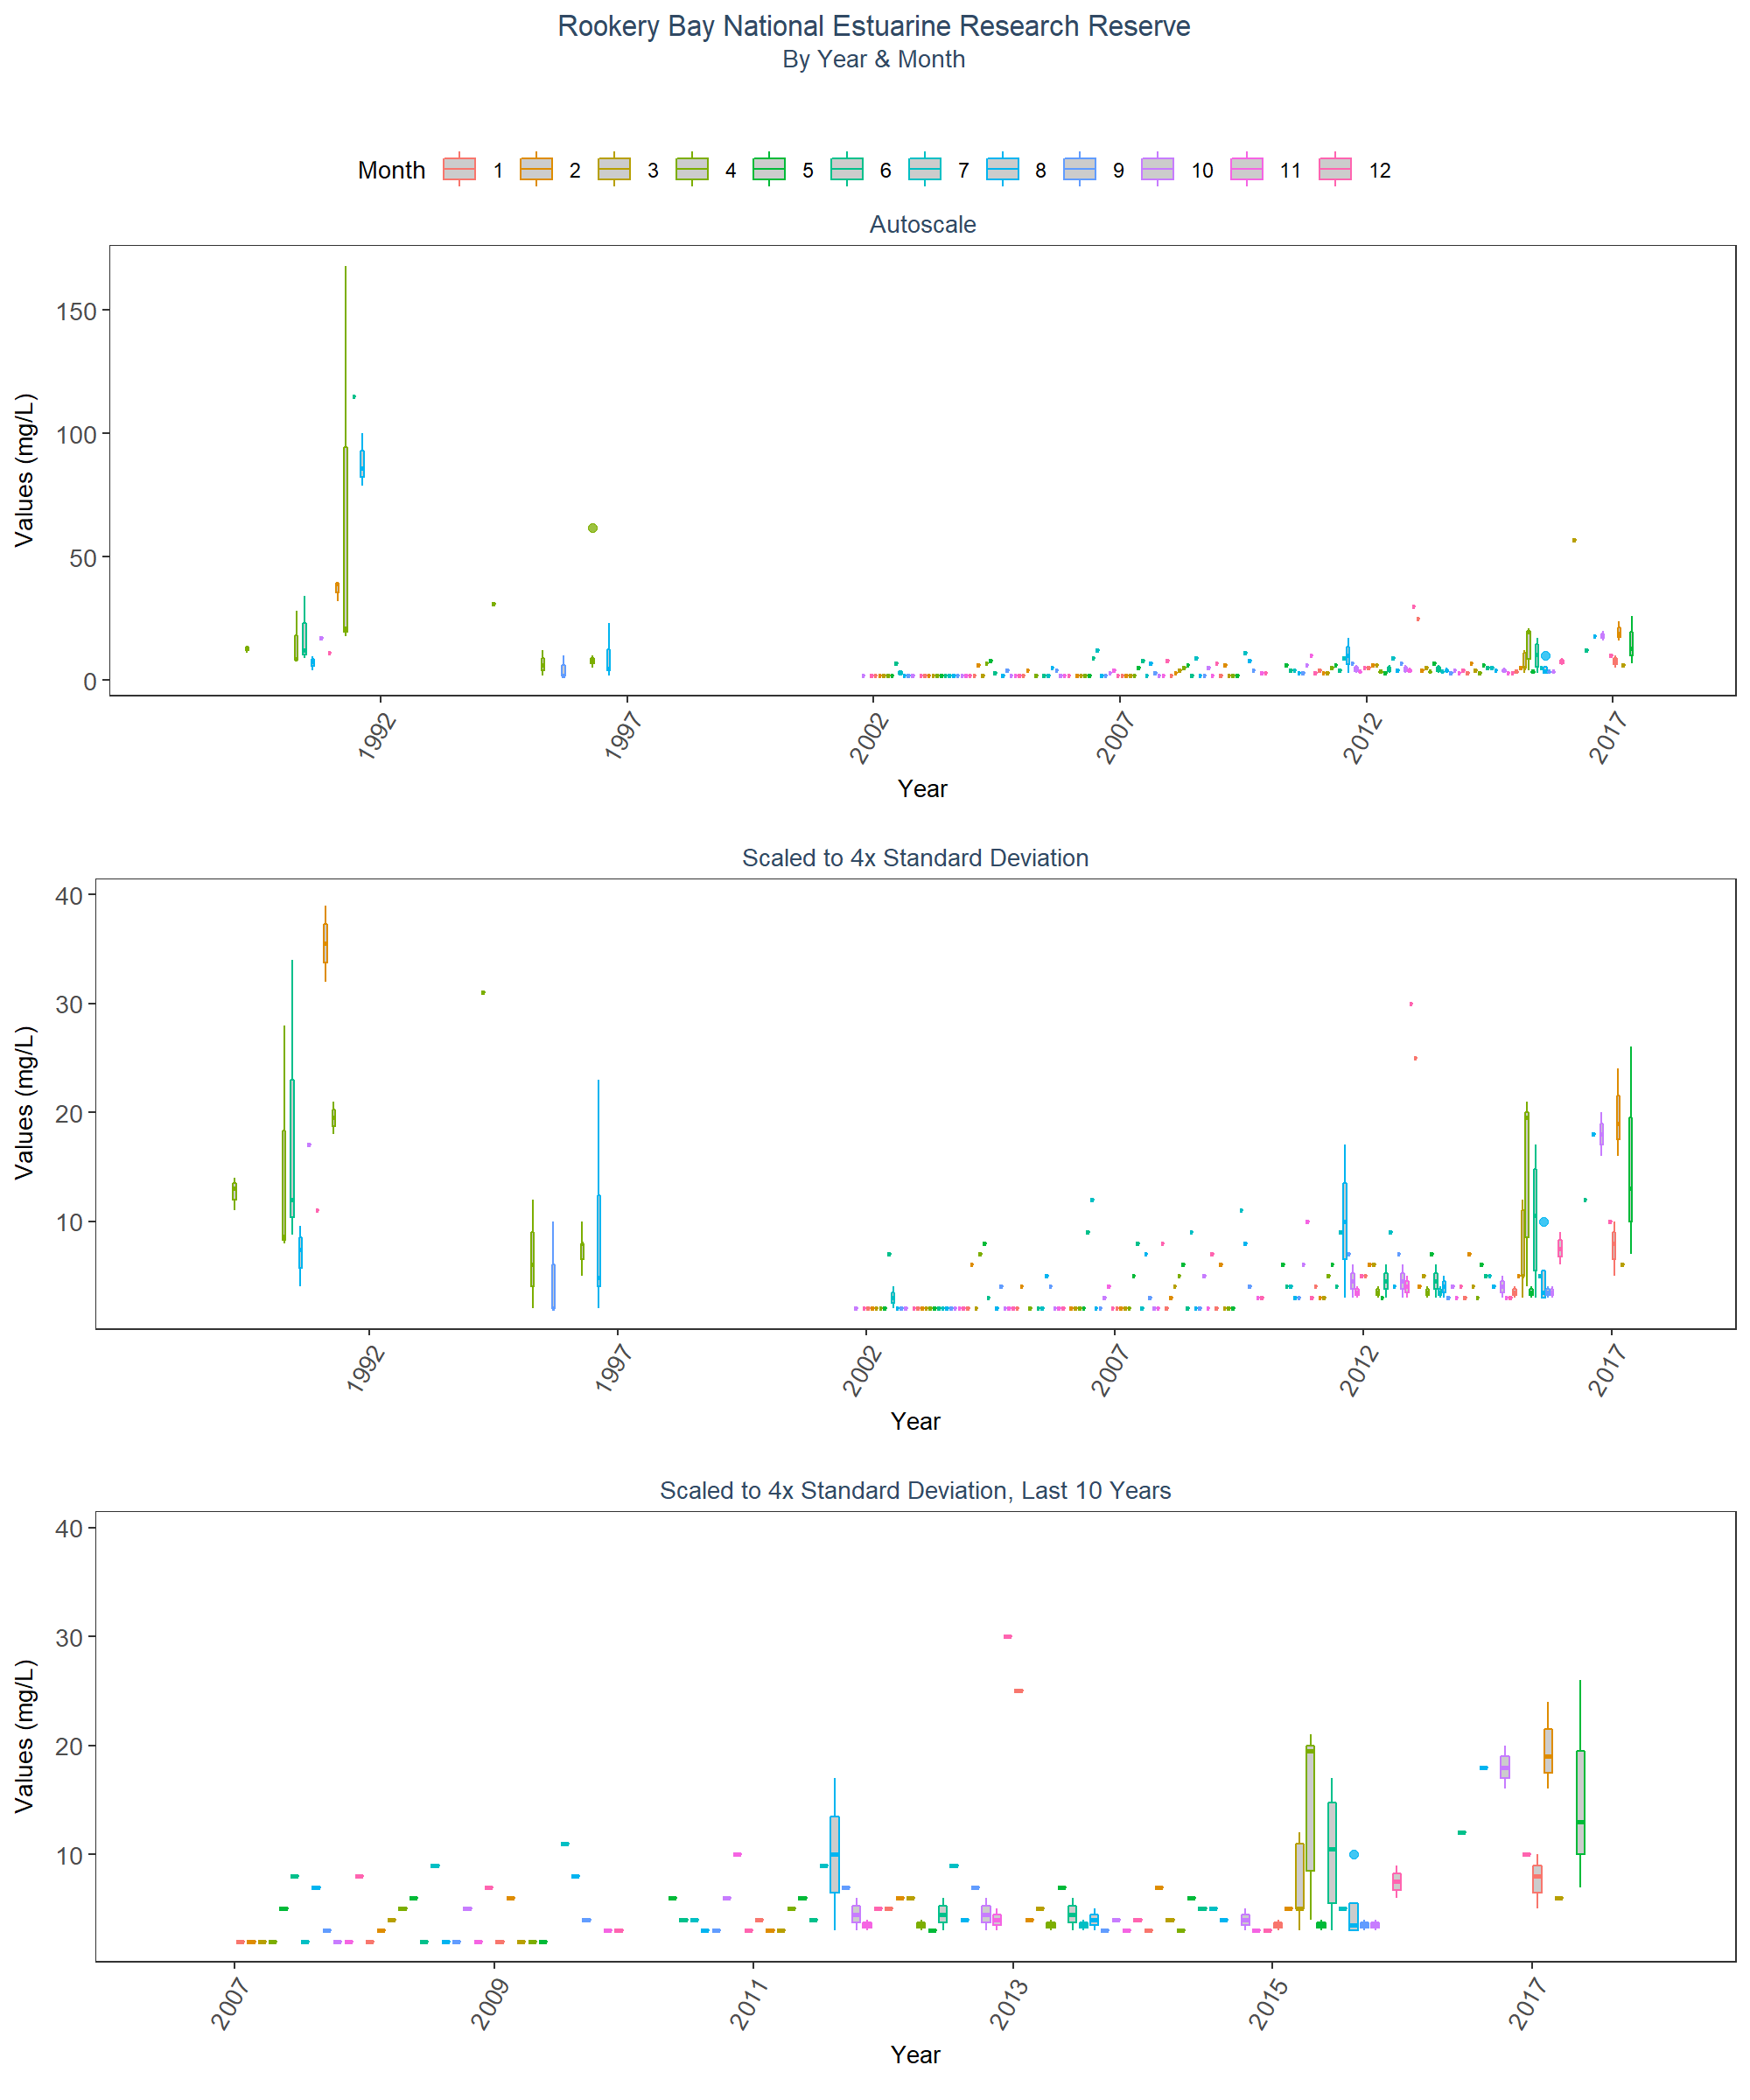 Rookery Bay National Estuarine Research Reserve
By Year & Month
Month 1 2 3 4 5 6 7 8 9 10 11 12
Autoscale
Values (mg/L)
150
100
50
0
1992 1997 2002 2007 2012 2017
Year
Scaled to 4x Standard Deviation
Values (mg/L)
40
30
20
10
1992 1997 2002 2007 2012 2017
Year
Scaled to 4x Standard Deviation, Last 10 Years
Values (mg/L)
40
30
20
10
2007 2009 2011 2013 2015 2017
Year